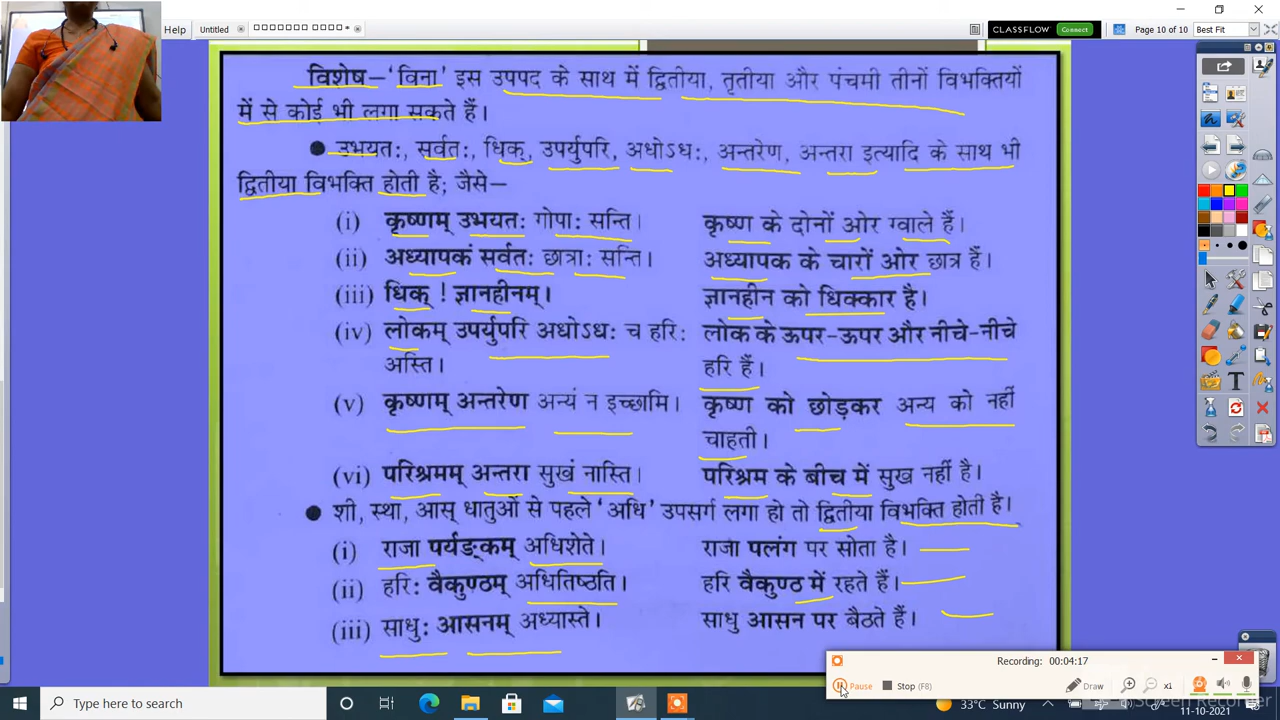 Help Untitled
CLASSFLOW Connect Page 10 of 10 Best Fit
विशेष–'विना' इस उपपद के साथ में द्वितीया, तृतीया और पंचमी तीनों विभक्तियों
में से कोई भी लगा सकते हैं।
● उभयतः, सर्वतः, धिक्, उपर्युपरि, अधोऽधः, अन्तरेण, अन्तरा इत्यादि के साथ भी
द्वितीया विभक्ति होती है; जैसे–
(i) कृष्णम् उभयतः गोपाः सन्ति। कृष्ण के दोनों ओर ग्वाले हैं।
(ii) अध्यापकं सर्वतः छात्राः सन्ति। अध्यापक के चारों ओर छात्र हैं।
(iii) धिक् ! ज्ञानहीनम्। ज्ञानहीन को धिक्कार है।
(iv) लोकम् उपर्युपरि अधोऽधः च हरिः लोक के ऊपर-ऊपर और नीचे-नीचे
अस्ति। हरि हैं।
(v) कृष्णम् अन्तरेण अन्यं न इच्छामि। कृष्ण को छोड़कर अन्य को नहीं
चाहती।
(vi) परिश्रमम् अन्तरा सुखं नास्ति। परिश्रम के बीच में सुख नहीं है।
● शी, स्था, आस् धातुओं से पहले 'अधि' उपसर्ग लगा हो तो द्वितीया विभक्ति होती है।
(i) राजा पर्यङ्कम् अधिशेते। राजा पलंग पर सोता है।
(ii) हरिः वैकुण्ठम् अधितिष्ठति। हरि वैकुण्ठ में रहते हैं।
(iii) साधुः आसनम् अध्यास्ते। साधु आसन पर बैठते हैं।
Recording: 00:04:17
Pause Stop (F8) Draw x1
Type here to search 33°C Sunny 11-10-2021